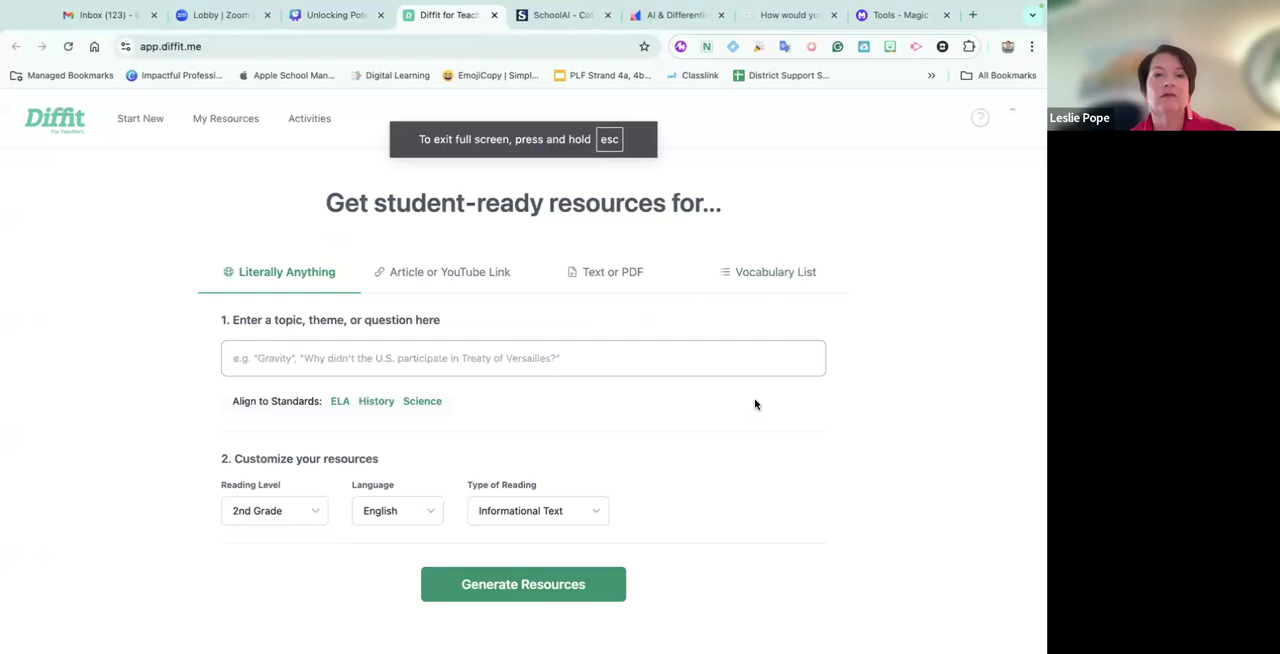 Inbox (123)
Lobby | Zoom
Unlocking Pot
Diffit for Teach
SchoolAI - Cu
AI & Differenti
How would yo
Tools - Magic
app.diffit.me
Managed Bookmarks
Impactful Professi...
Apple School Man...
Digital Learning
EmojiCopy | Simpl...
PLF Strand 4a, 4b...
Classlink
District Support S...
»
All Bookmarks
Diffit
For Teachers
Start New
My Resources
Activities
?
Leslie Pope
To exit full screen, press and hold esc
Get student-ready resources for...
Literally Anything
Article or YouTube Link
Text or PDF
Vocabulary List
1. Enter a topic, theme, or question here
e.g. "Gravity", "Why didn't the U.S. participate in Treaty of Versailles?"
Align to Standards: ELA History Science
2. Customize your resources
Reading Level
Language
Type of Reading
2nd Grade
English
Informational Text
Generate Resources